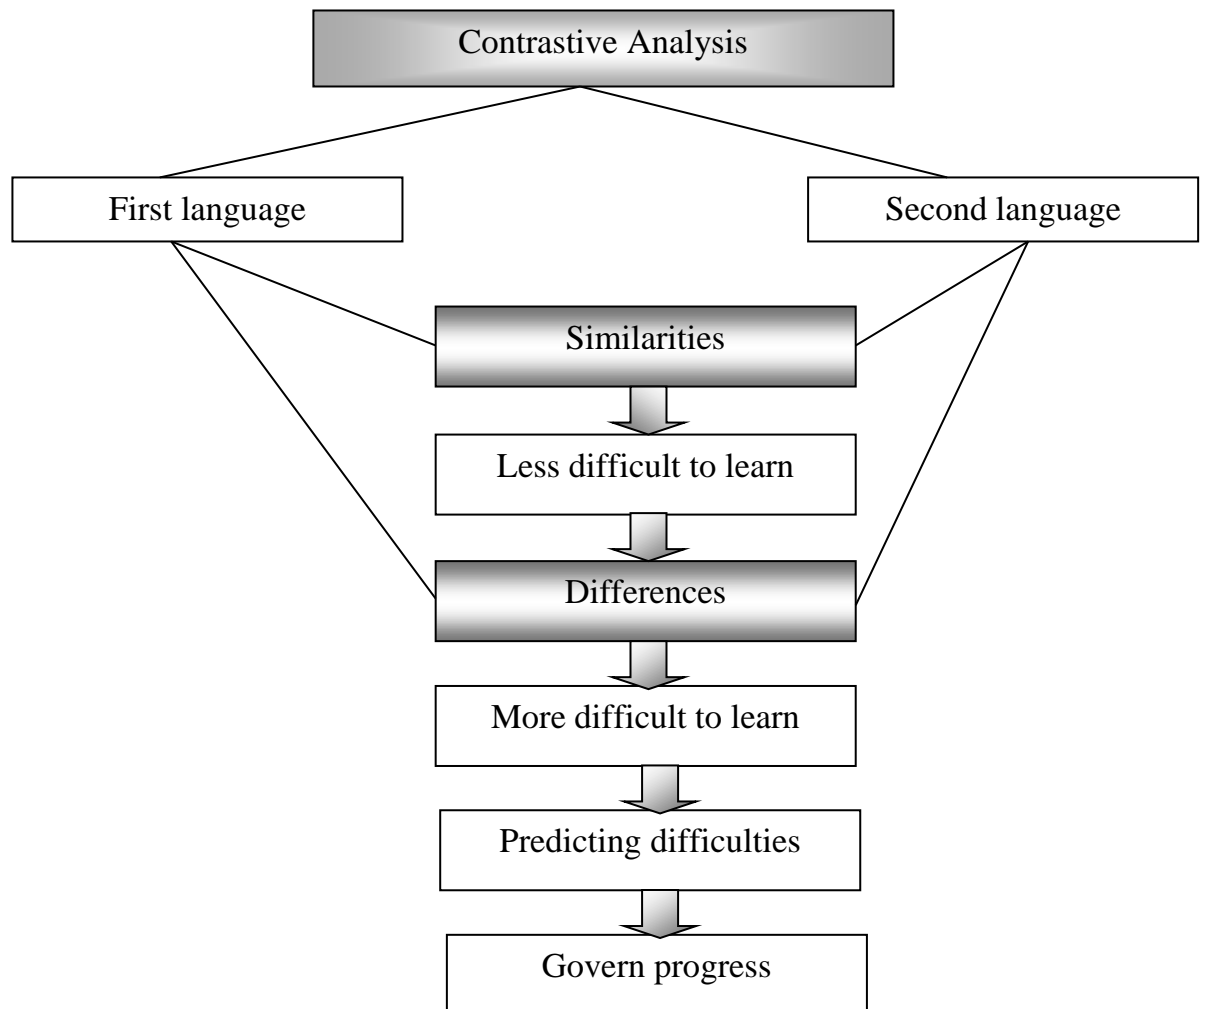 Contrastive Analysis
First language
Second language
Similarities
Less difficult to learn
Differences
More difficult to learn
Predicting difficulties
Govern progress